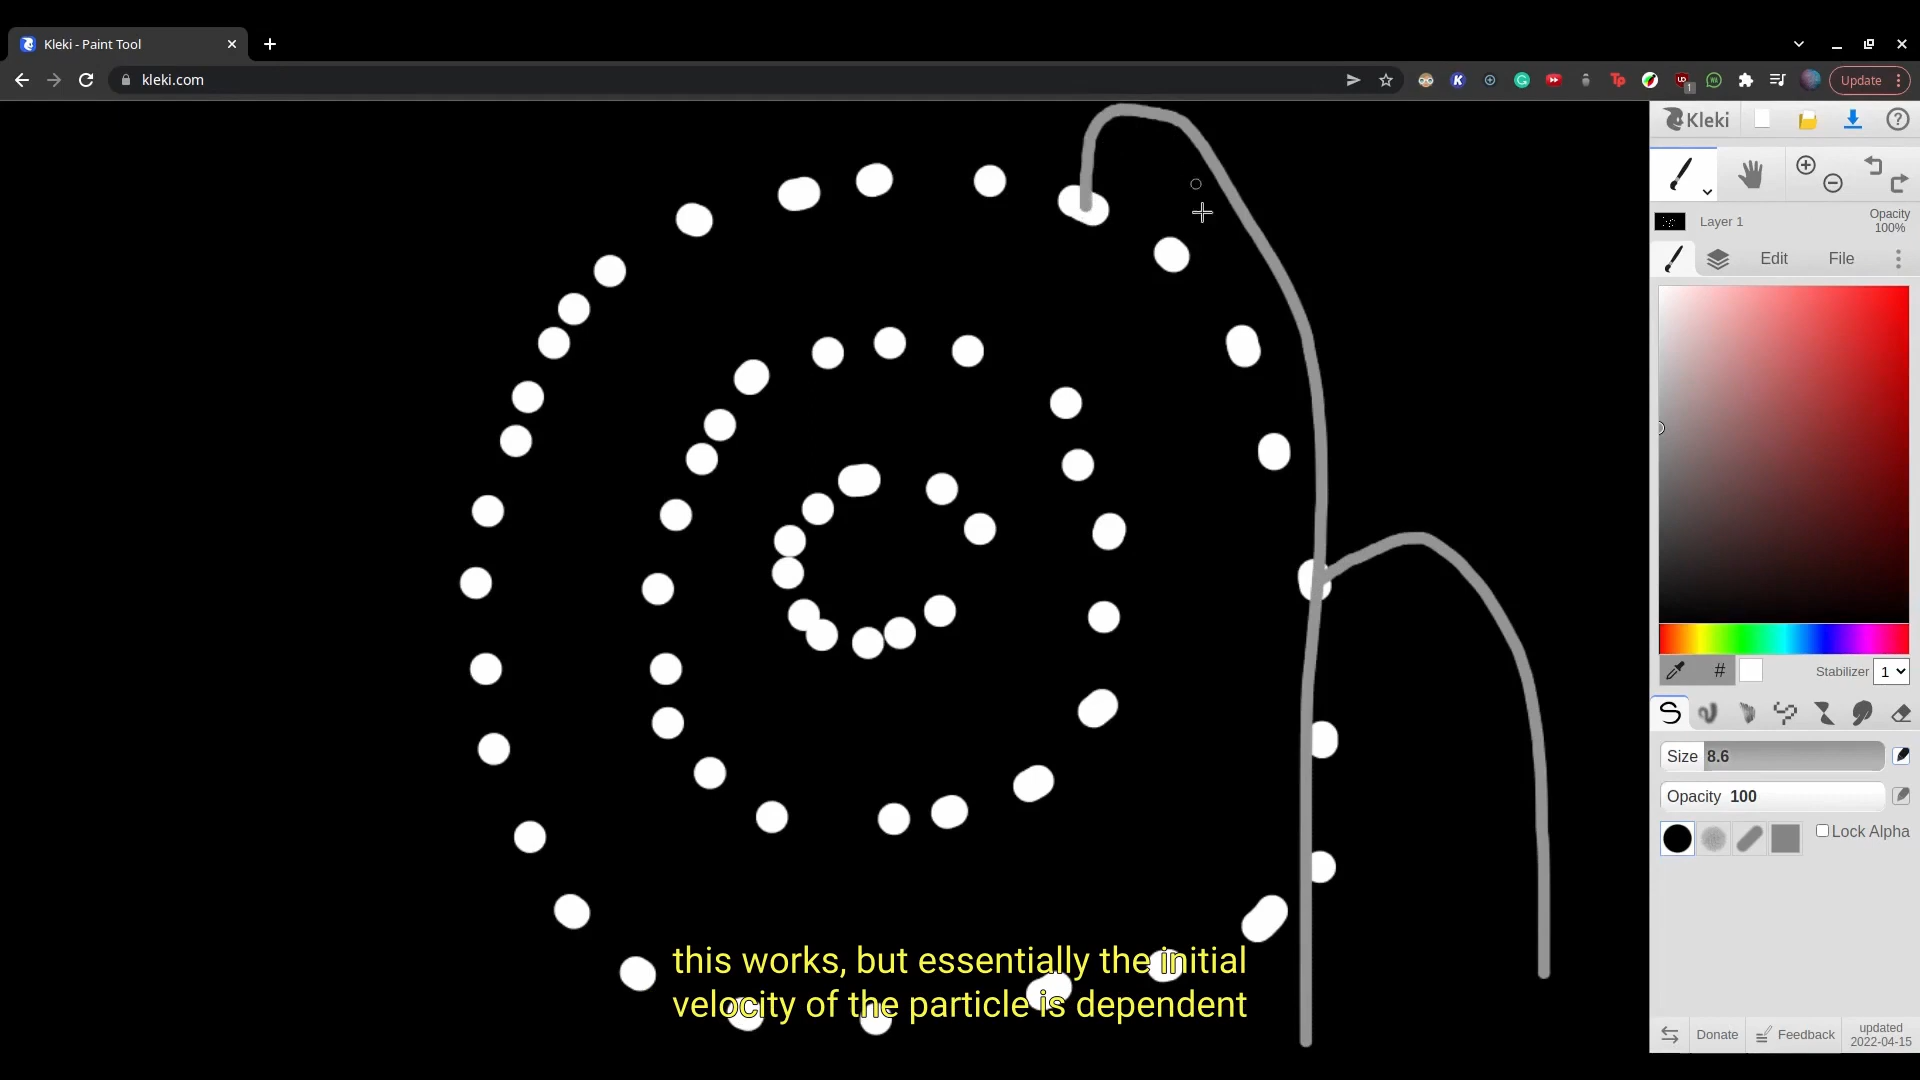 Kleki - Paint Tool
kleki.com
Update
Kleki
Layer 1
Opacity
100%
Edit
File
Stabilizer
1
Size 8.6
Opacity 100
Lock Alpha
this works, but essentially the initial
velocity of the particle is dependent
Donate
Feedback
updated
2022-04-15